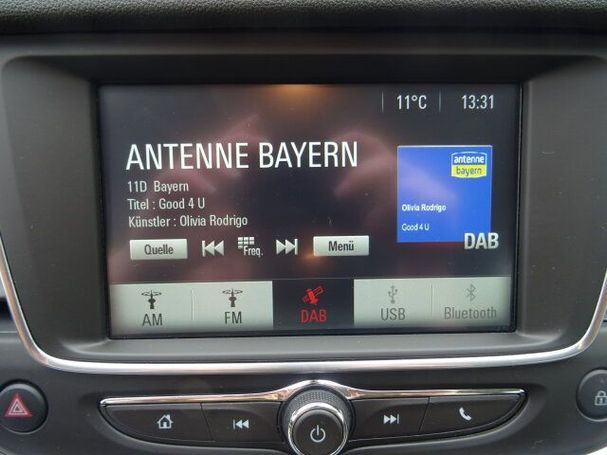 11°C 13:31
ANTENNE BAYERN
11D Bayern
Titel : Good 4 U
Künstler : Olivia Rodrigo
antenne
bayern
Olivia Rodrigo
Good 4 U
DAB
Quelle Freq. Menü
AM FM DAB USB Bluetooth